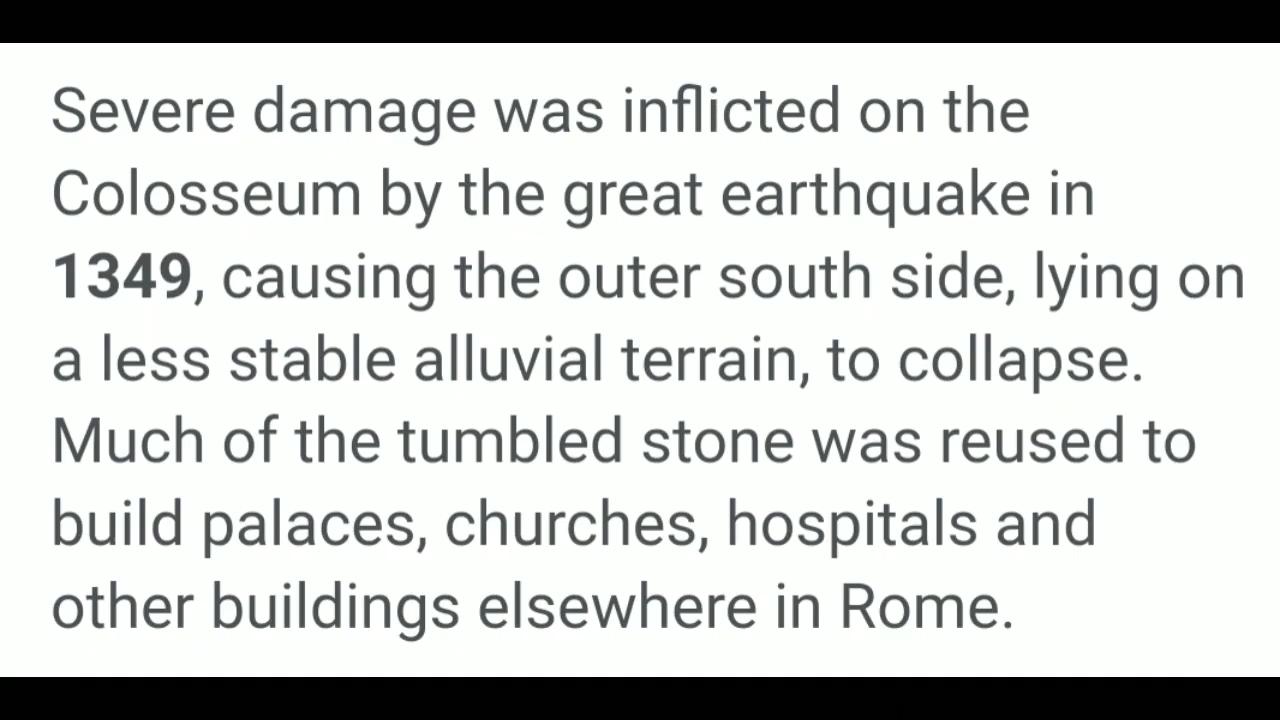 Severe damage was inflicted on the
Colosseum by the great earthquake in
1349, causing the outer south side, lying on
a less stable alluvial terrain, to collapse.
Much of the tumbled stone was reused to
build palaces, churches, hospitals and
other buildings elsewhere in Rome.